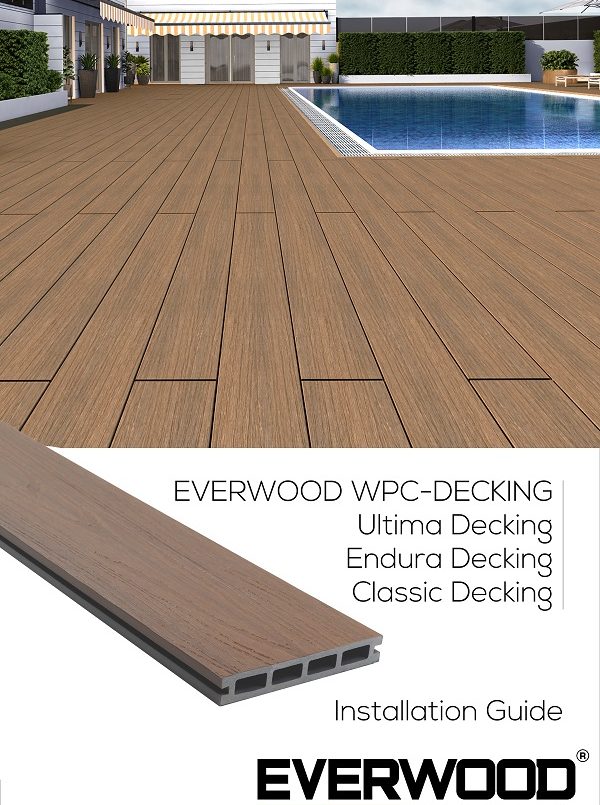 EVERWOOD WPC-DECKING
Ultima Decking
Endura Decking
Classic Decking
Installation Guide
EVERWOOD®